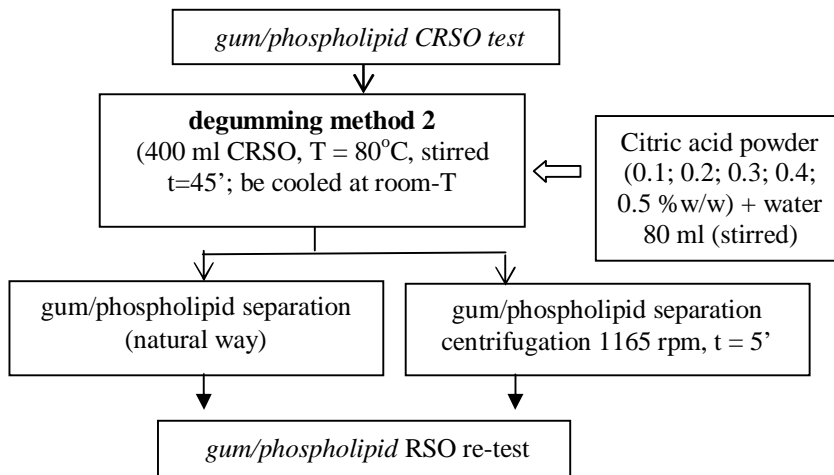 gum/phospholipid CRSO test
degumming method 2
(400 ml CRSO, T = 80°C, stirred
t=45’; be cooled at room-T
Citric acid powder
(0.1; 0.2; 0.3; 0.4;
0.5 %w/w) + water
80 ml (stirred)
gum/phospholipid separation
(natural way)
gum/phospholipid separation
centrifugation 1165 rpm, t = 5’
gum/phospholipid RSO re-test